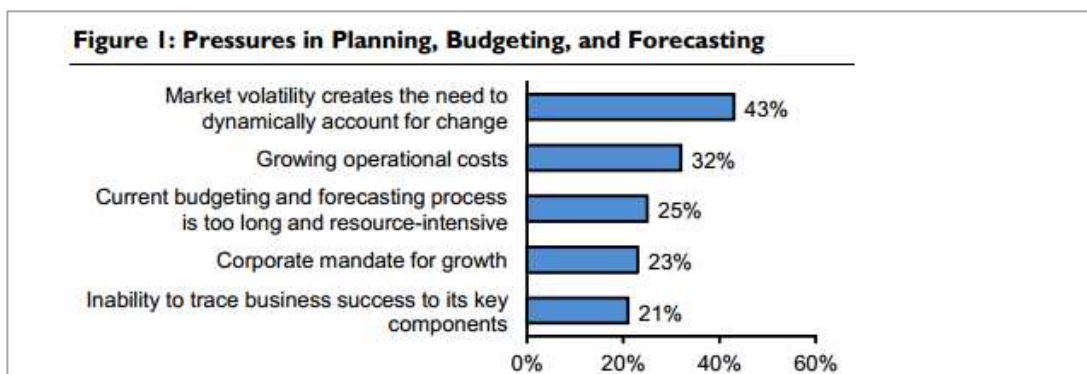 Figure 1: Pressures in Planning, Budgeting, and Forecasting
Market volatility creates the need to
dynamically account for change
43%
Growing operational costs
32%
Current budgeting and forecasting process
is too long and resource-intensive
25%
Corporate mandate for growth
23%
Inability to trace business success to its key
components
21%
0% 20% 40% 60%